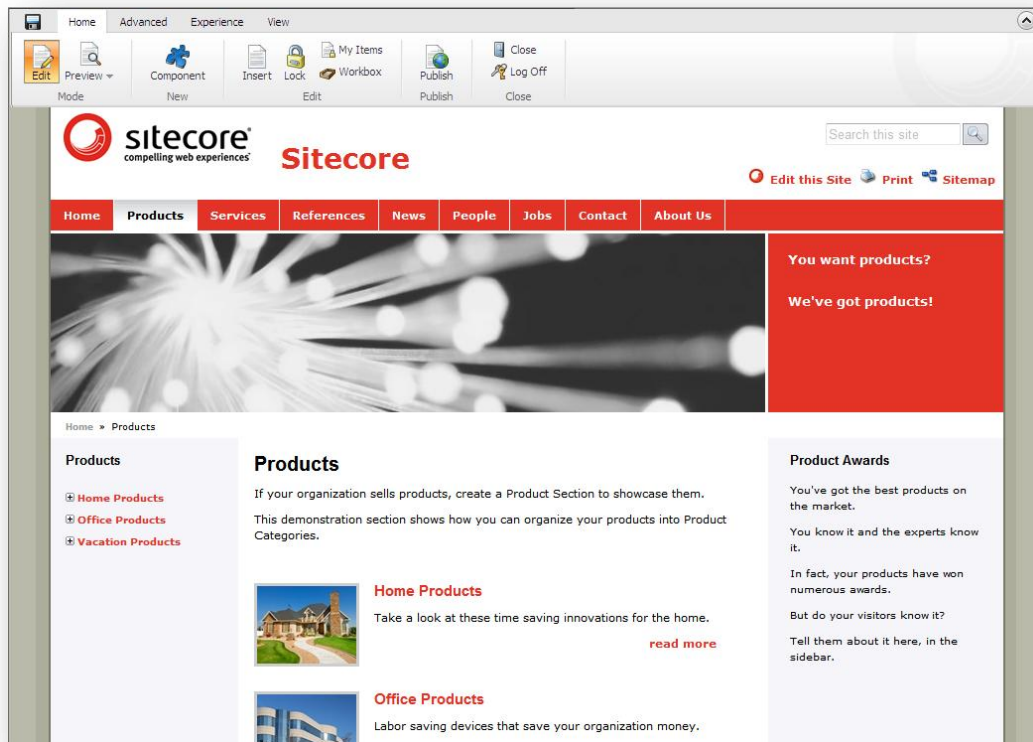 Home Advanced Experience View
Edit Preview Component Insert Lock My Items Workbox Publish Close Log Off
Mode New Edit Publish Close
sitecore®
compelling web experiences
Sitecore
Search this site
Edit this Site Print Sitemap
Home Products Services References News People Jobs Contact About Us
You want products?
We've got products!
Home » Products
Products
Home Products
Office Products
Vacation Products
Products
If your organization sells products, create a Product Section to showcase them.
This demonstration section shows how you can organize your products into Product
Categories.
Home Products
Take a look at these time saving innovations for the home.
read more
Office Products
Labor saving devices that save your organization money.
Product Awards
You've got the best products on
the market.
You know it and the experts know
it.
In fact, your products have won
numerous awards.
But do your visitors know it?
Tell them about it here, in the
sidebar.